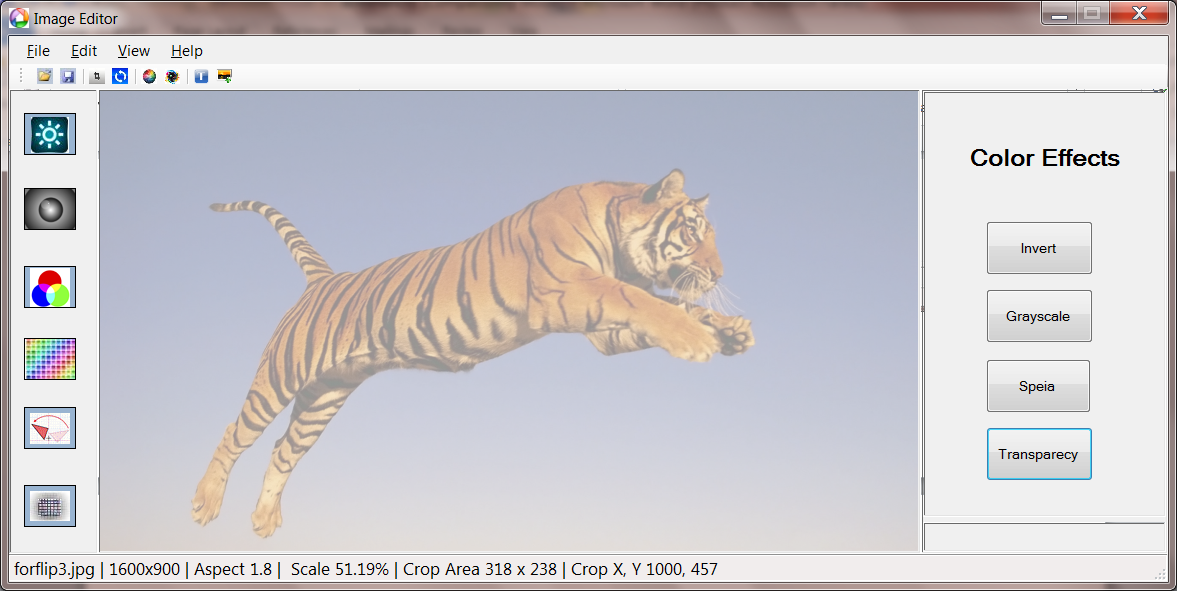 Image Editor
File Edit View Help
Color Effects
Invert
Grayscale
Speia
Transparecy
forflip3.jpg | 1600x900 | Aspect 1.8 | Scale 51.19% | Crop Area 318 x 238 | Crop X, Y 1000, 457